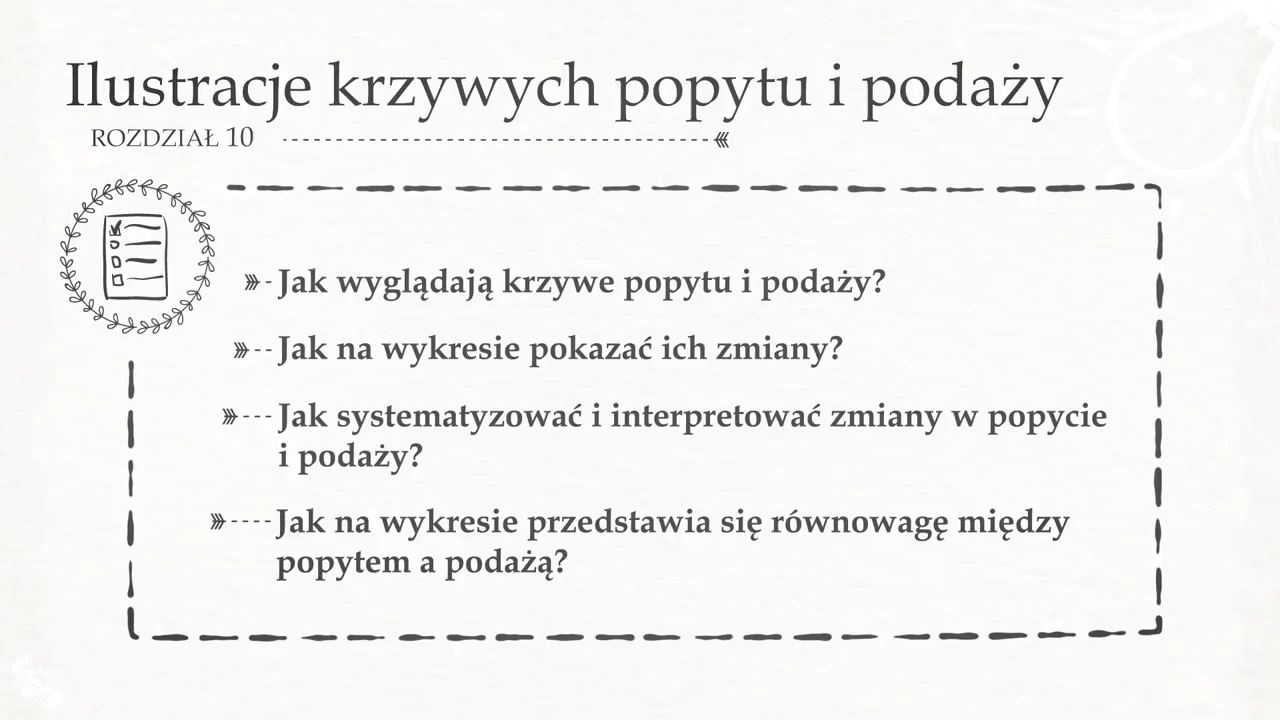 Ilustracje krzywych popytu i podaży
ROZDZIAŁ 10
Jak wyglądają krzywe popytu i podaży?
Jak na wykresie pokazać ich zmiany?
Jak systematyzować i interpretować zmiany w popycie
i podaży?
Jak na wykresie przedstawia się równowagę między
popytem a podażą?